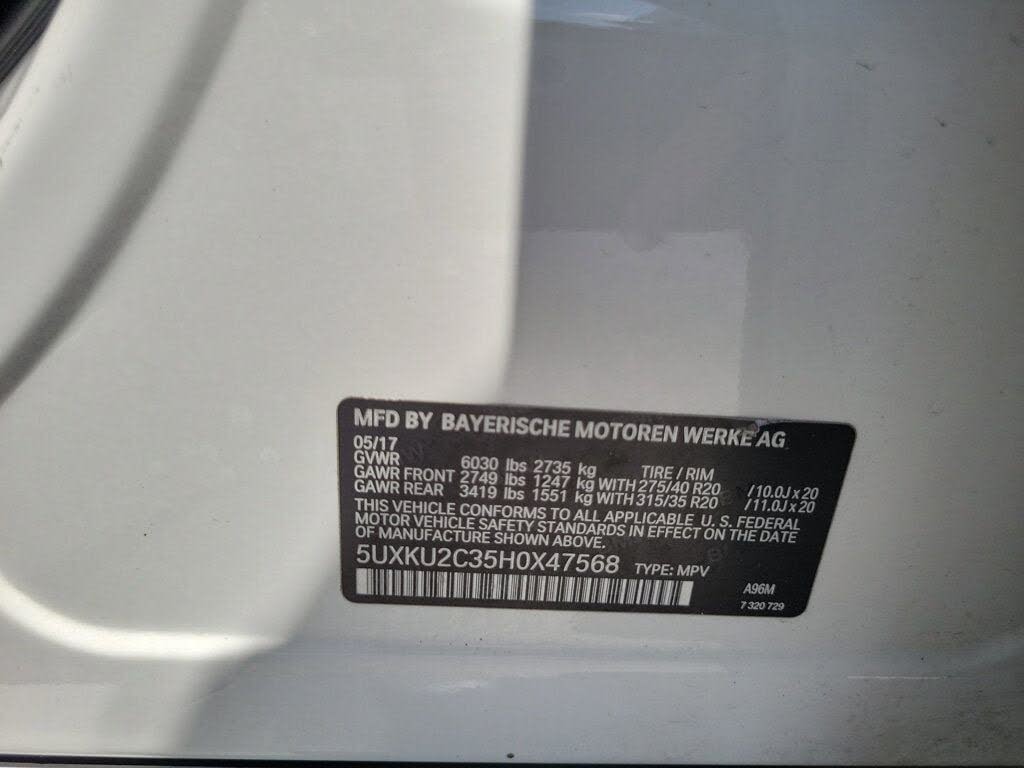 MFD BY BAYERISCHE MOTOREN WERKE AG
05/17
GVWR 6030 lbs 2735 kg TIRE / RIM
GAWR FRONT 2749 lbs 1247 kg WITH 275/40 R20 /10.0J x 20
GAWR REAR 3419 lbs 1551 kg WITH 315/35 R20 /11.0J x 20
THIS VEHICLE CONFORMS TO ALL APPLICABLE U. S. FEDERAL
MOTOR VEHICLE SAFETY STANDARDS IN EFFECT ON THE DATE
OF MANUFACTURE SHOWN ABOVE.
5UXKU2C35H0X47568 TYPE: MPV
A96M
7 320 729